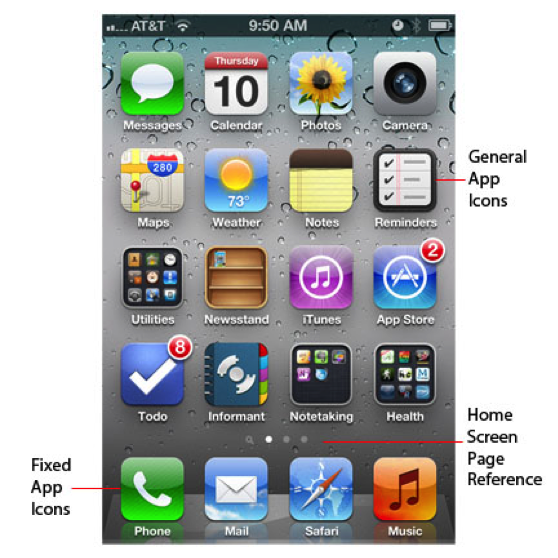 AT&T 9:50 AM
Thursday
10
Messages Calendar Photos Camera
280
73°
Maps Weather Notes Reminders
General
App
Icons
2
Utilities Newsstand iTunes App Store
8
Todo Informant Notetaking Health
Home
Screen
Page
Reference
Fixed
App
Icons
Phone Mail Safari Music